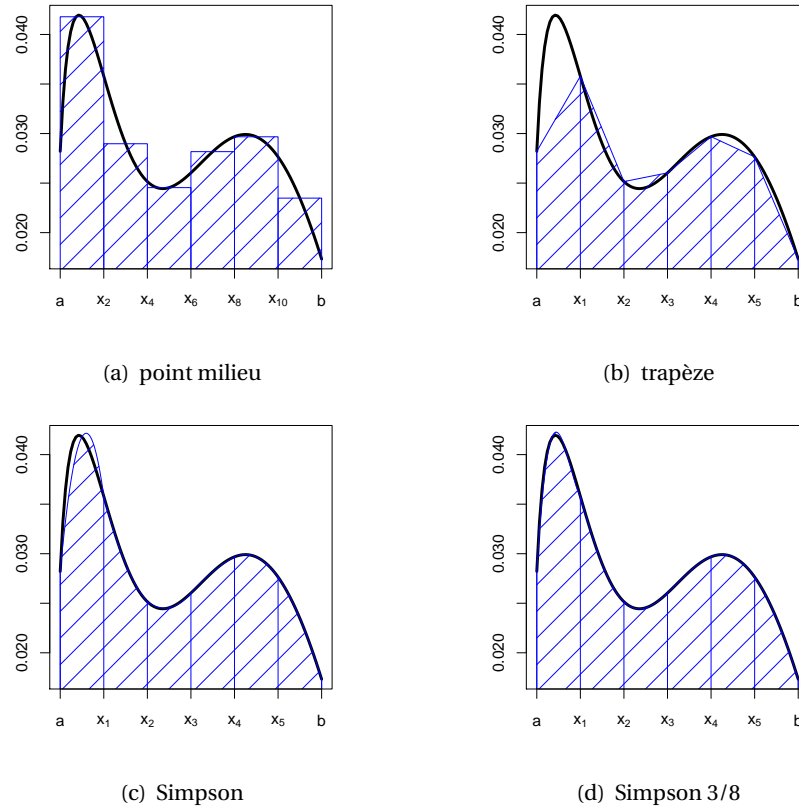 0.040
0.030
0.020
a x₂ x₄ x₆ x₈ x₁₀ b
(a) point milieu
0.040
0.030
0.020
a x₁ x₂ x₃ x₄ x₅ b
(b) trapèze
0.040
0.030
0.020
a x₁ x₂ x₃ x₄ x₅ b
(c) Simpson
0.040
0.030
0.020
a x₁ x₂ x₃ x₄ x₅ b
(d) Simpson 3/8